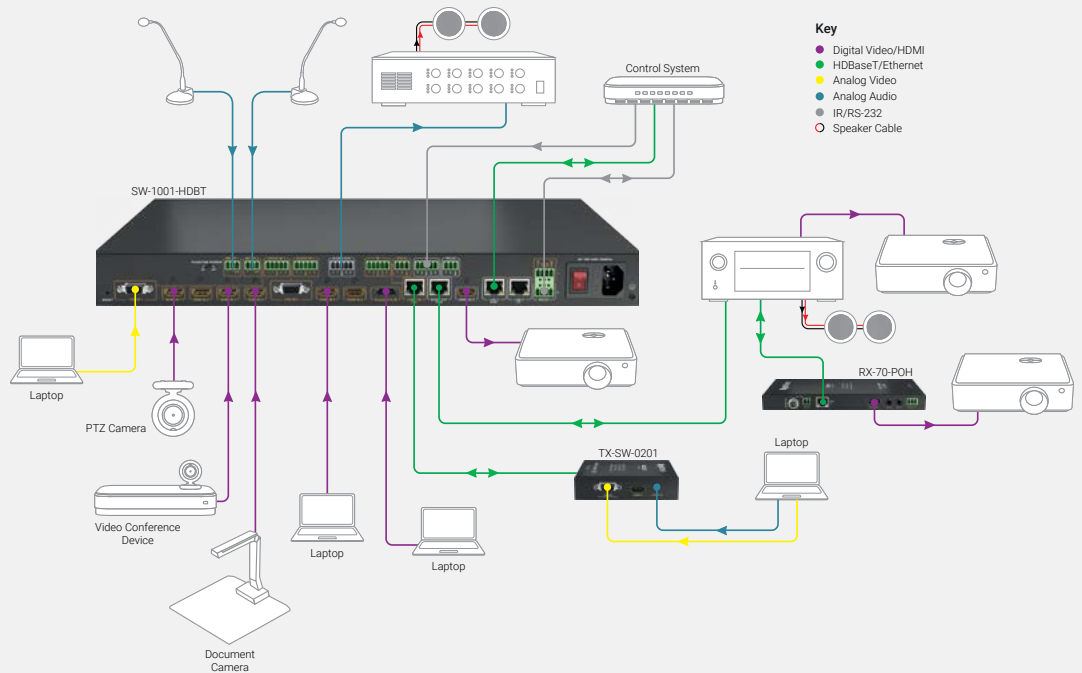 Key
Digital Video/HDMI
HDBaseT/Ethernet
Analog Video
Analog Audio
IR/RS-232
Speaker Cable
Control System
SW-1001-HDBT
RX-70-POH
Laptop
PTZ Camera
TX-SW-0201
Laptop
Video Conference
Device
Laptop
Laptop
Document
Camera